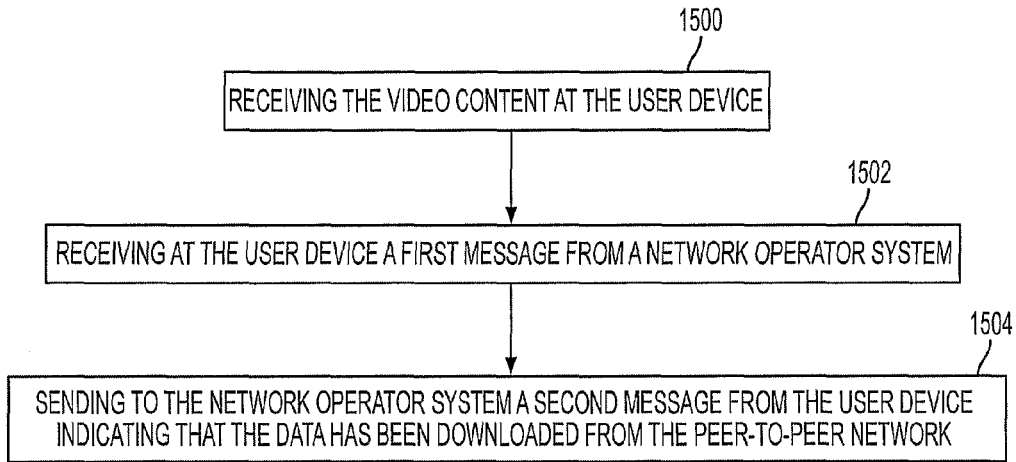 1500
RECEIVING THE VIDEO CONTENT AT THE USER DEVICE
1502
RECEIVING AT THE USER DEVICE A FIRST MESSAGE FROM A NETWORK OPERATOR SYSTEM
1504
SENDING TO THE NETWORK OPERATOR SYSTEM A SECOND MESSAGE FROM THE USER DEVICE
INDICATING THAT THE DATA HAS BEEN DOWNLOADED FROM THE PEER-TO-PEER NETWORK